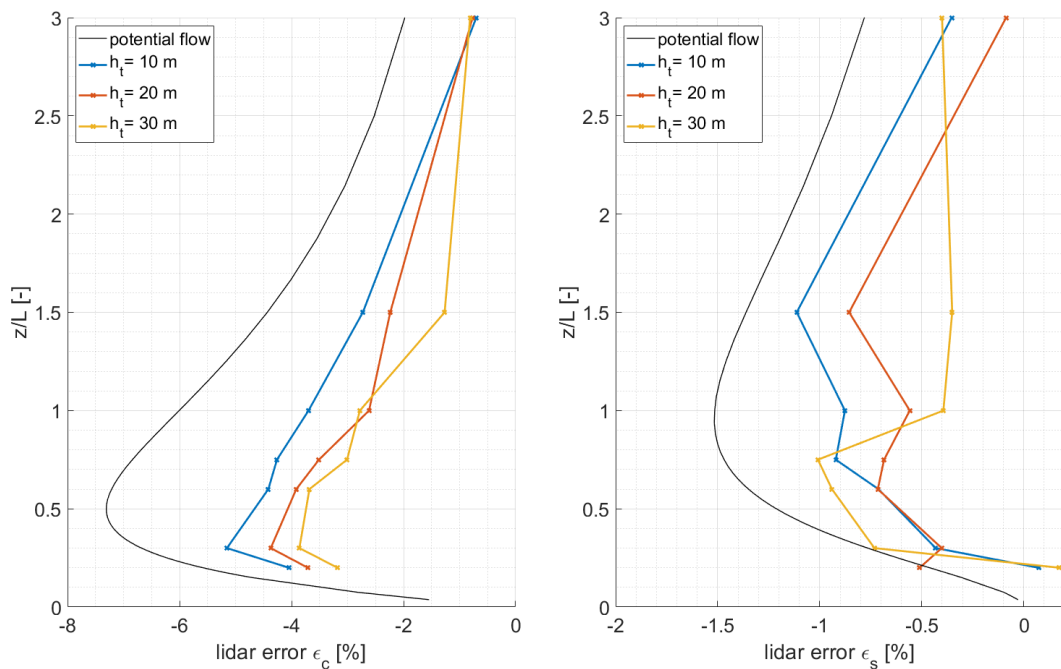 3
2.5
2
1.5
1
0.5
0
z/L [-]
-8
-6
-4
-2
0
lidar error ϵ_c [%]
potential flow
h_t= 10 m
h_t= 20 m
h_t= 30 m
3
2.5
2
1.5
1
0.5
0
z/L [-]
-2
-1.5
-1
-0.5
0
lidar error ϵ_s [%]
potential flow
h_t= 10 m
h_t= 20 m
h_t= 30 m